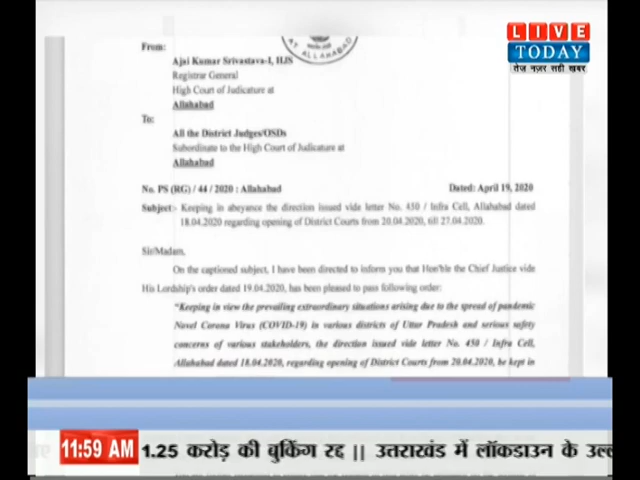 AT ALLAHABAD
LIVE
TODAY
तेज नज़र सही खबर
From:
Ajai Kumar Srivastava-I, HJS
Registrar General
High Court of Judicature at
Allahabad
To:
All the District Judges/OSDs
Subordinate to the High Court of Judicature at
Allahabad
No. PS (RG) / 44 / 2020 : Allahabad Dated: April 19, 2020
Subject:- Keeping in abeyance the direction issued vide letter No. 450 / Infra Cell, Allahabad dated
18.04.2020 regarding opening of District Courts from 20.04.2020, till 27.04.2020.
Sir/Madam,
On the captioned subject, I have been directed to inform you that Hon'ble the Chief Justice vide
His Lordship's order dated 19.04.2020, has been pleased to pass following order:
"Keeping in view the prevailing extraordinary situations arising due to the spread of pandemic
Novel Corona Virus (COVID-19) in various districts of Uttar Pradesh and serious safety
concerns of various stakeholders, the direction issued vide letter No. 450 / Infra Cell,
Allahabad dated 18.04.2020, regarding opening of District Courts from 20.04.2020, be kept in
11:59 AM 1.25 करोड़ की बुकिंग रद्द || उत्तराखंड में लॉकडाउन के